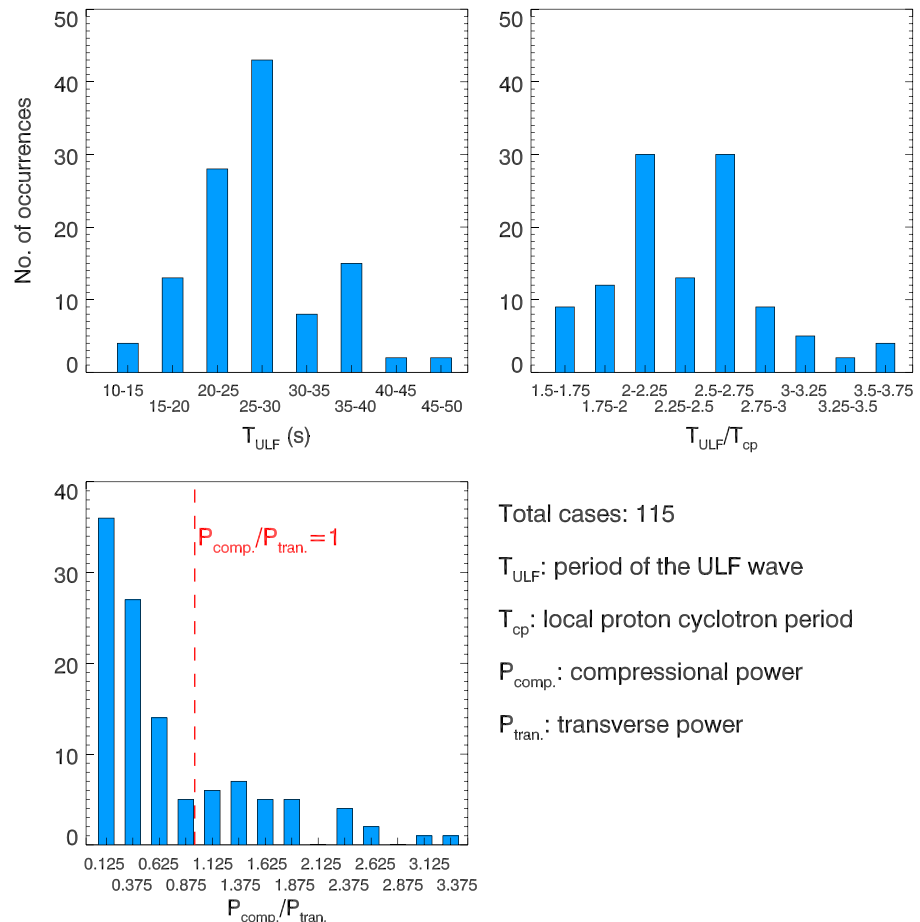 No. of occurrences
50
40
30
20
10
0
10-15 20-25 30-35 40-45
15-20 25-30 35-40 45-50
T_ULF (s)
50
40
30
20
10
0
1.5-1.75 2-2.25 2.5-2.75 3-3.25 3.5-3.75
1.75-2 2.25-2.5 2.75-3 3.25-3.5
T_ULF/T_cp
40
30
20
10
0
P_comp./P_tran.=1
0.125 0.625 1.125 1.625 2.125 2.625 3.125
0.375 0.875 1.375 1.875 2.375 2.875 3.375
P_comp./P_tran.
Total cases: 115
T_ULF: period of the ULF wave
T_cp: local proton cyclotron period
P_comp.: compressional power
P_tran.: transverse power